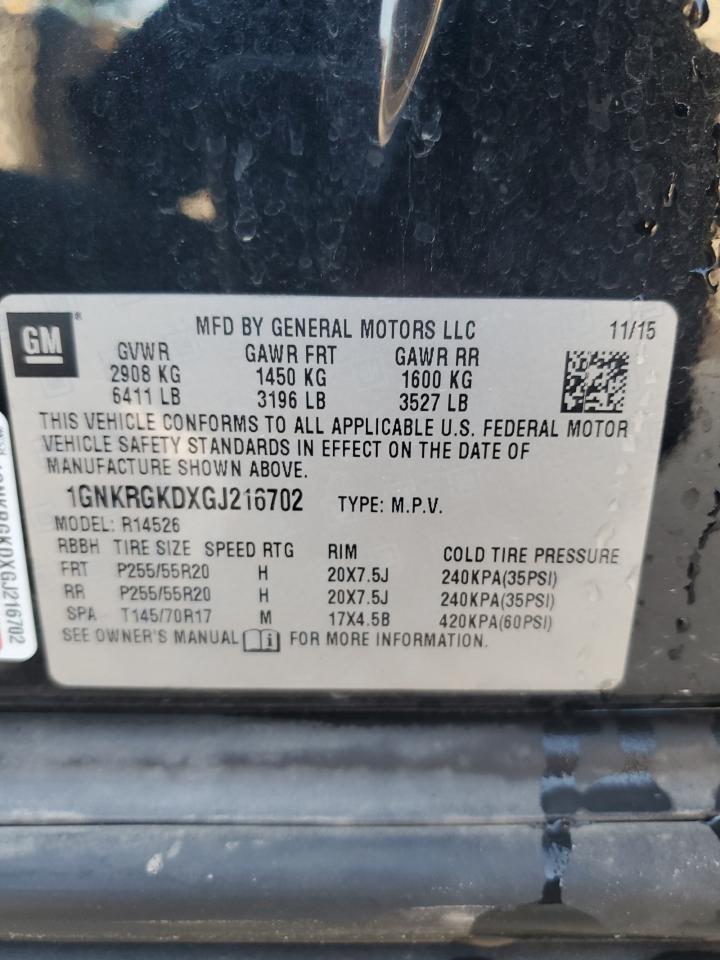 GM ®
MFD BY GENERAL MOTORS LLC 11/15
GVWR GAWR FRT GAWR RR
2908 KG 1450 KG 1600 KG
6411 LB 3196 LB 3527 LB
THIS VEHICLE CONFORMS TO ALL APPLICABLE U.S. FEDERAL MOTOR
VEHICLE SAFETY STANDARDS IN EFFECT ON THE DATE OF
MANUFACTURE SHOWN ABOVE.
1GNKRGKDXGJ216702 TYPE: M.P.V.
MODEL: R14526
RBBH TIRE SIZE SPEED RTG RIM COLD TIRE PRESSURE
FRT P255/55R20 H 20X7.5J 240KPA(35PSI)
RR P255/55R20 H 20X7.5J 240KPA(35PSI)
SPA T145/70R17 M 17X4.5B 420KPA(60PSI)
SEE OWNER'S MANUAL i FOR MORE INFORMATION.
1GNKRGKDXGJ216702